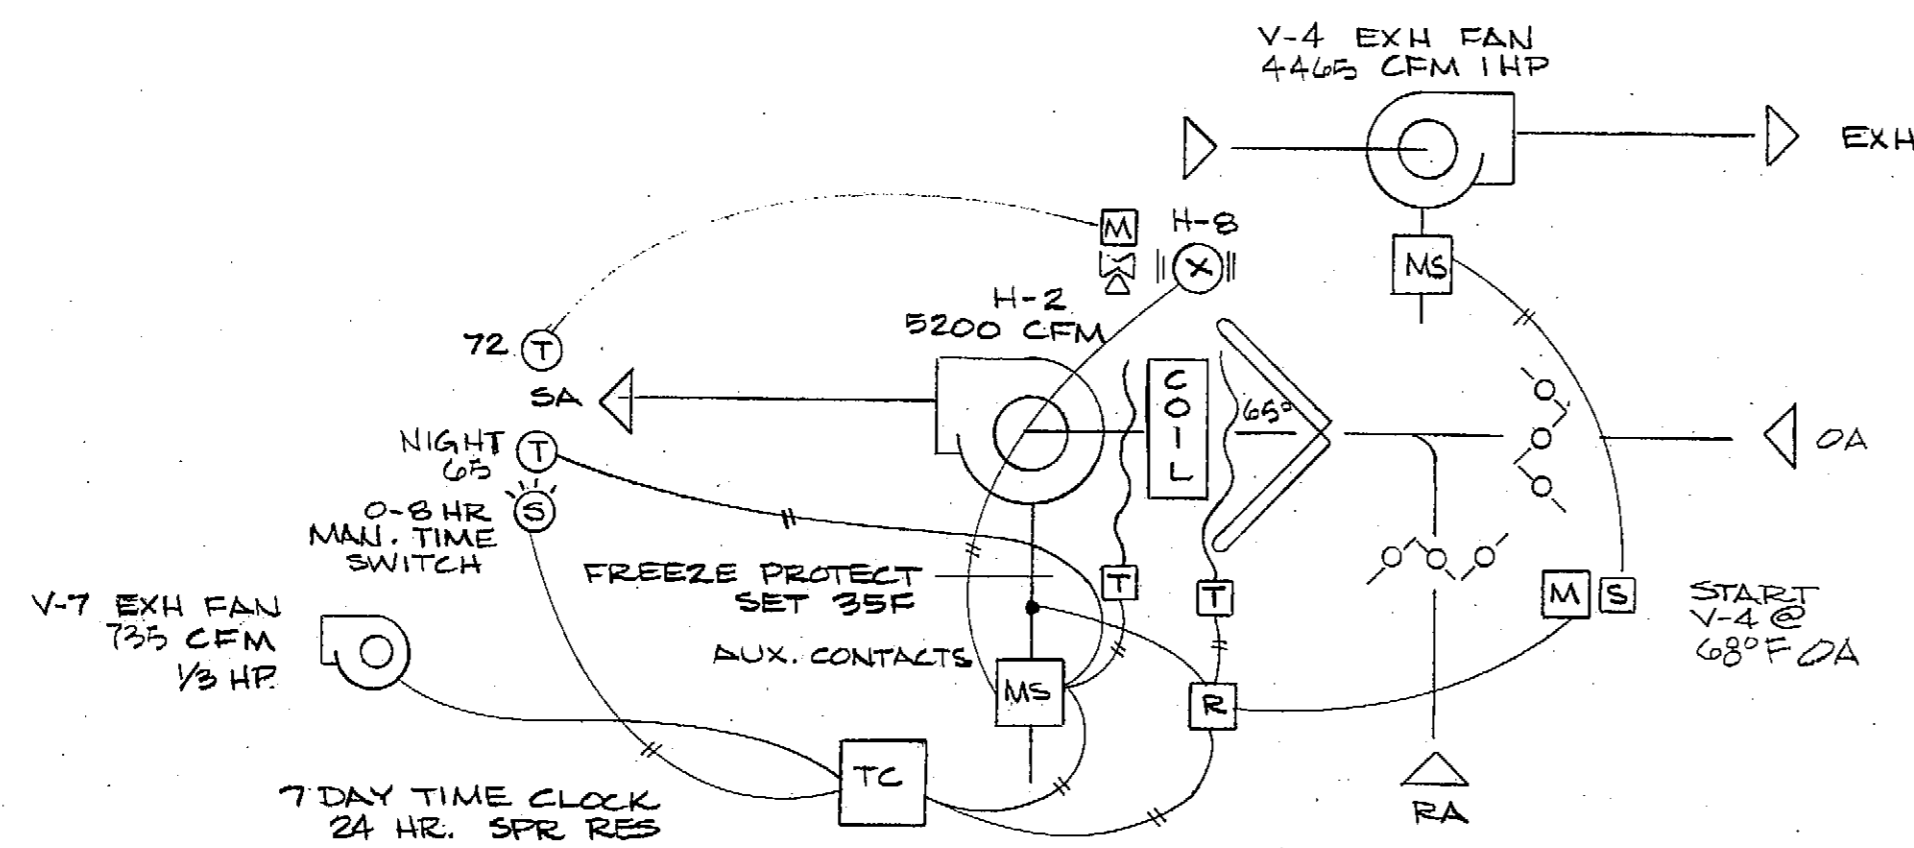 V-4 EXH FAN
4465 CFM 1HP
EXH
M
H-8
X
MS
H-2
5200 CFM
72 T
SA
COIL
65°
OA
NIGHT
65
T
0-8 HR
MAN. TIME
SWITCH
S
FREEZE PROTECT
SET 35F
T
T
M S
START
V-4 @
68°F OA
V-7 EXH FAN
735 CFM
1/3 HP.
AUX. CONTACTS
MS
R
TC
7 DAY TIME CLOCK
24 HR. SPR RES
RA